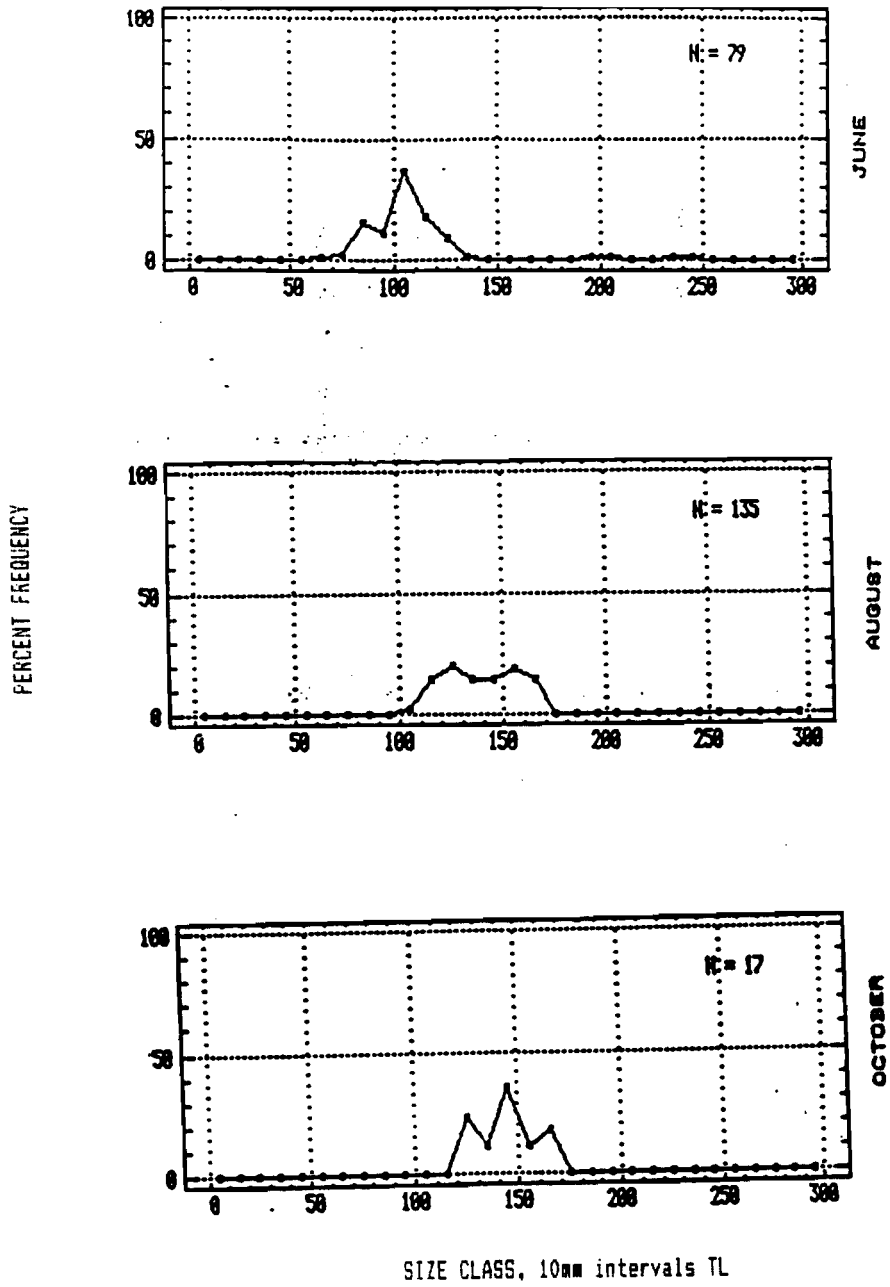 PERCENT FREQUENCY
100
50
0
N = 79
JUNE
0 50 100 150 200 250 300
100
50
0
N = 135
AUGUST
0 50 100 150 200 250 300
100
50
0
N = 17
OCTOBER
0 50 100 150 200 250 300
SIZE CLASS, 10mm intervals TL